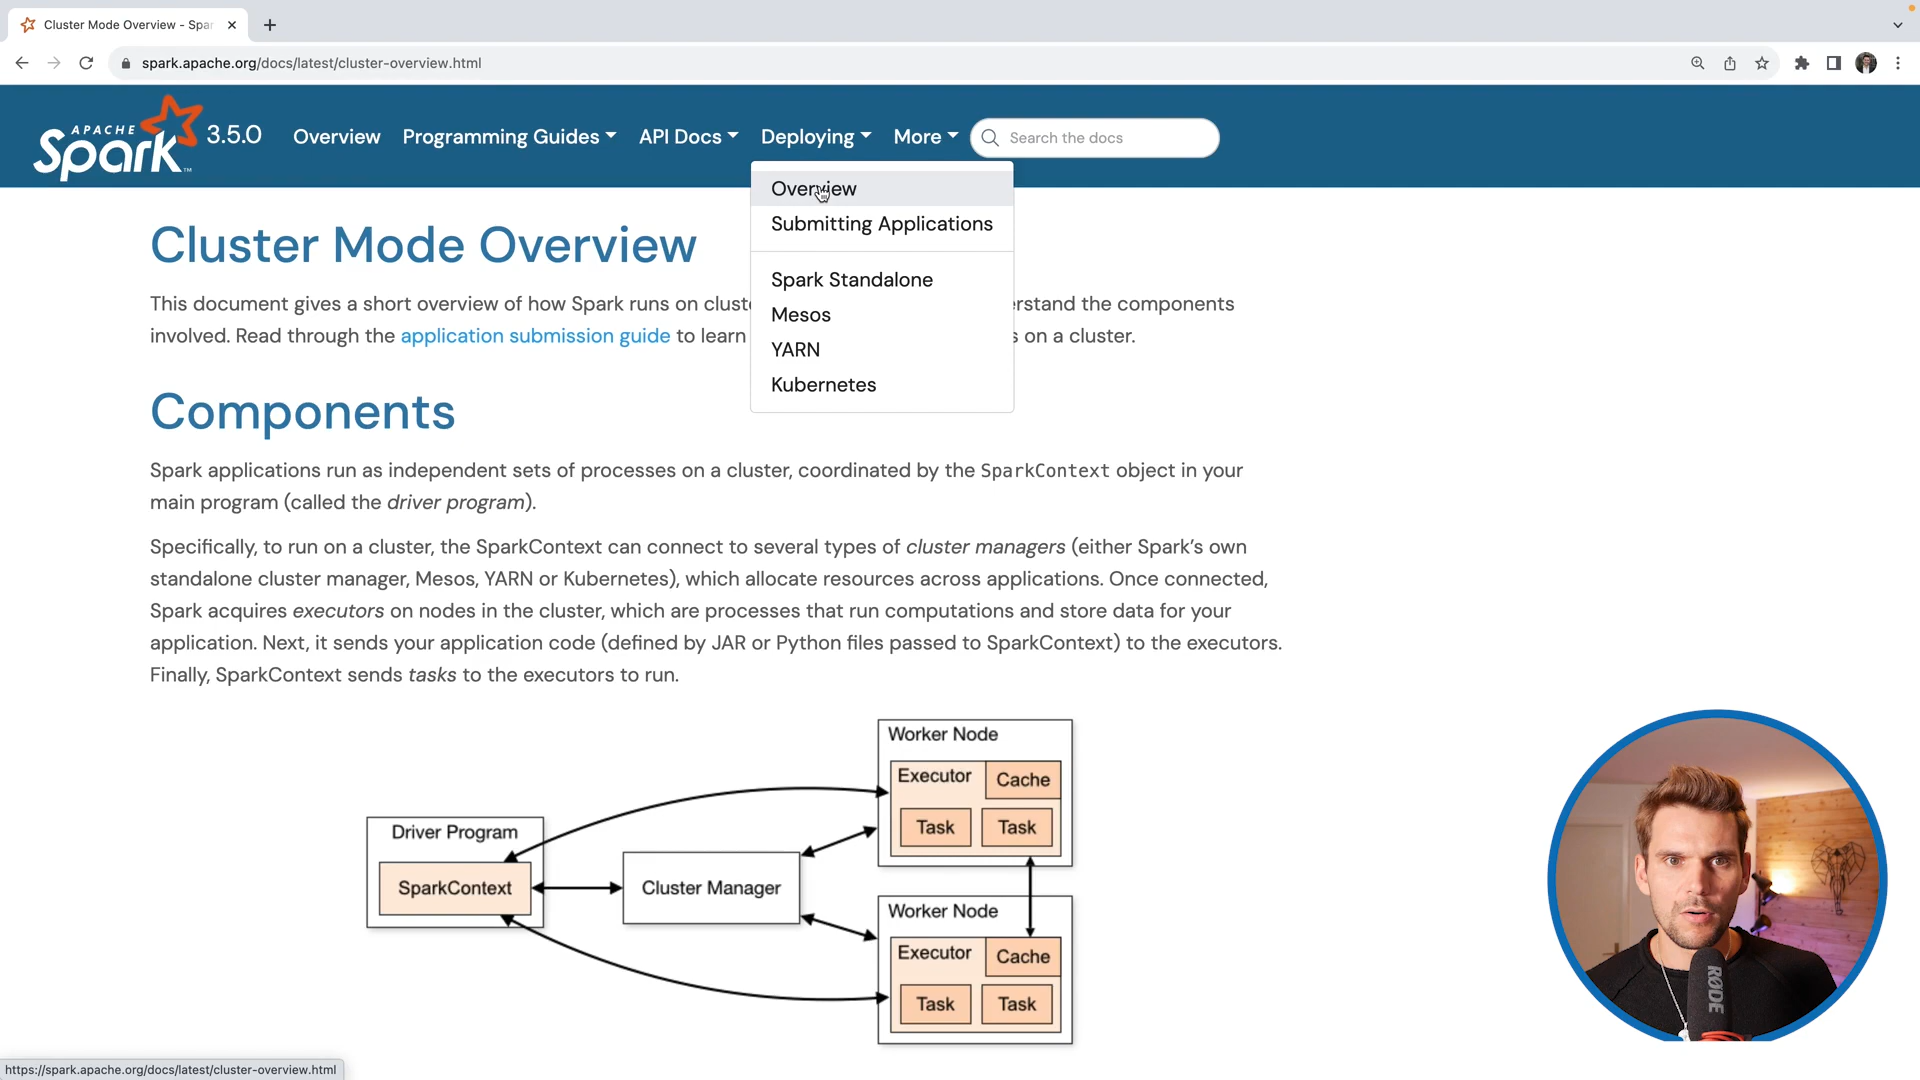 Cluster Mode Overview - Spar
spark.apache.org/docs/latest/cluster-overview.html
APACHE
Spark™
3.5.0
Overview
Programming Guides
API Docs
Deploying
More
Search the docs
Overview
Submitting Applications
Spark Standalone
Mesos
YARN
Kubernetes
Cluster Mode Overview
This document gives a short overview of how Spark runs on cluste erstand the components
involved. Read through the application submission guide to learn s on a cluster.
Components
Spark applications run as independent sets of processes on a cluster, coordinated by the SparkContext object in your
main program (called the driver program).
Specifically, to run on a cluster, the SparkContext can connect to several types of cluster managers (either Spark’s own
standalone cluster manager, Mesos, YARN or Kubernetes), which allocate resources across applications. Once connected,
Spark acquires executors on nodes in the cluster, which are processes that run computations and store data for your
application. Next, it sends your application code (defined by JAR or Python files passed to SparkContext) to the executors.
Finally, SparkContext sends tasks to the executors to run.
Driver Program
SparkContext
Cluster Manager
Worker Node
Executor
Cache
Task
Task
Worker Node
Executor
Cache
Task
Task
RØDE
https://spark.apache.org/docs/latest/cluster-overview.html